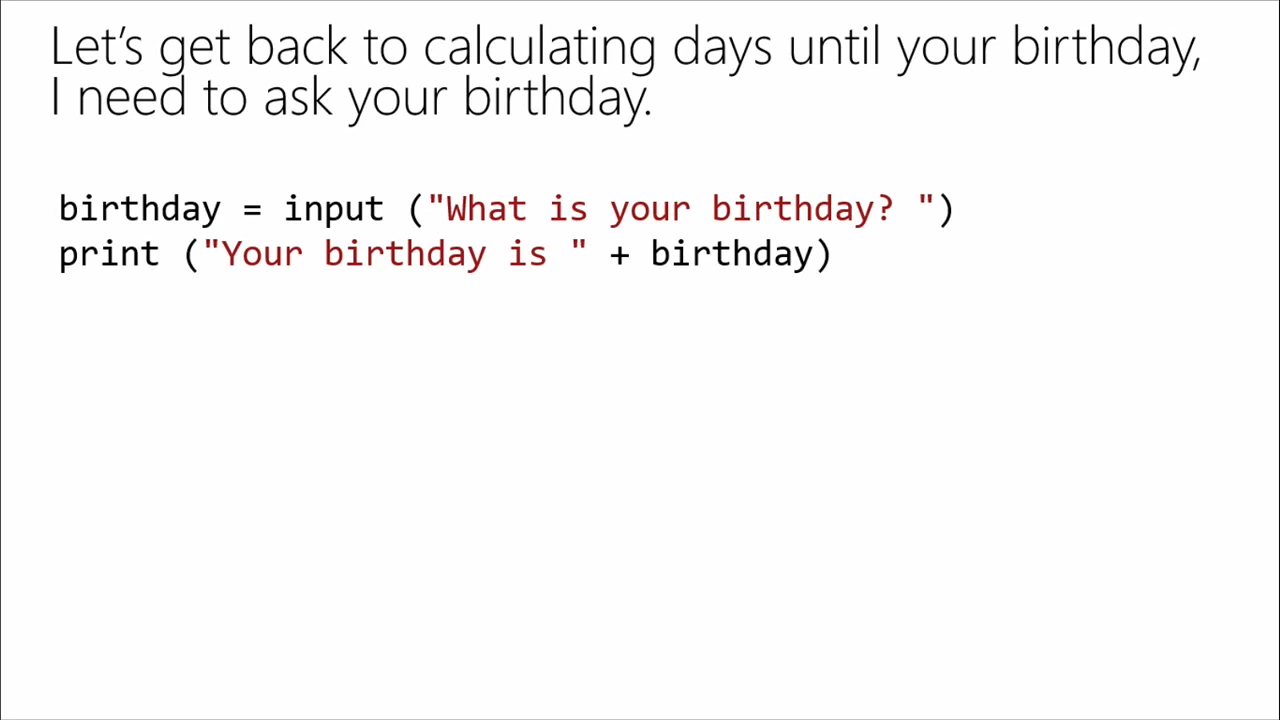 Let's get back to calculating days until your birthday,
I need to ask your birthday.
birthday = input ("What is your birthday? ")
print ("Your birthday is " + birthday)